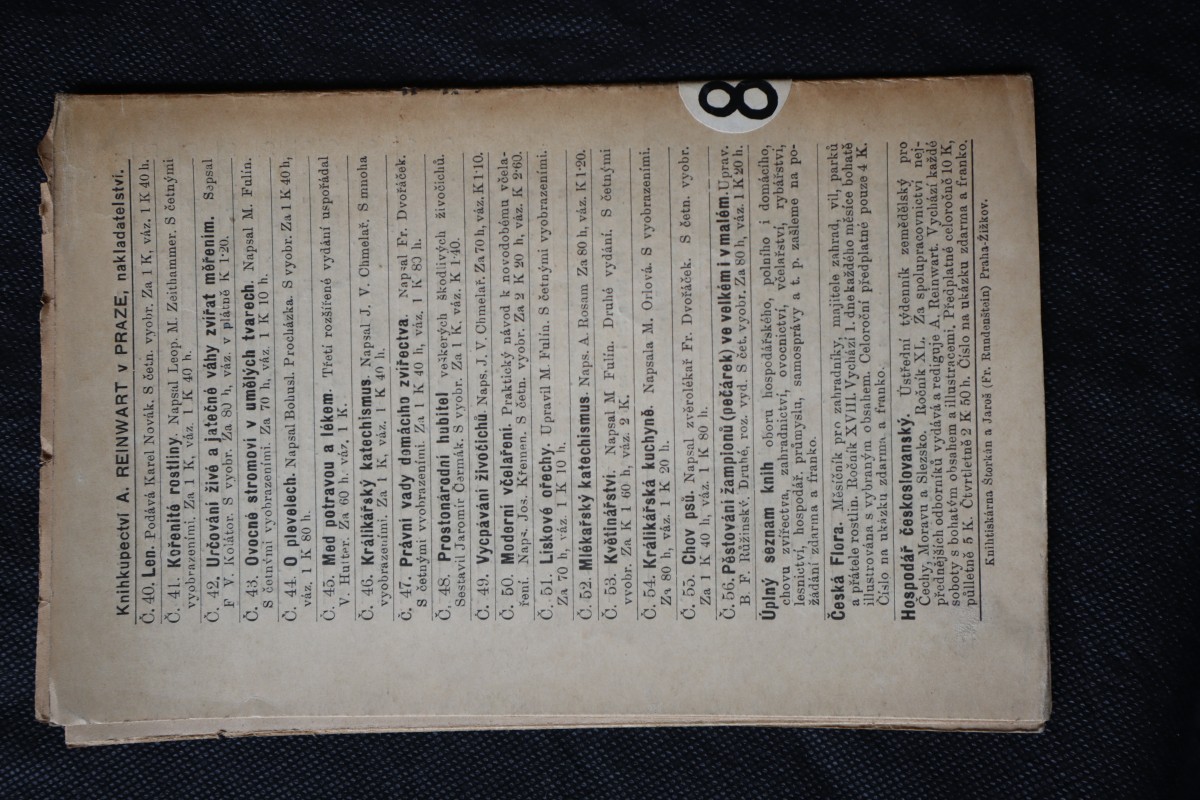 Knihkupectví A. REINWART v PRAZE, nakladatelství.
Č. 40. Len. Podává Karel Novák. S četn. vyobr. Za 1 K, váz. 1 K 40 h.
Č. 41. Kořenité rostliny. Napsal Leop. M. Zeithammer. S četnými
vyobrazeními. Za 1 K, váz. 1 K 40 h.
Č. 42. Určování živé a jatečné váhy zvířat měřením. Sepsal
F. V. Kolátor. S vyobr. Za 80 h, váz. v plátně K 1·20.
Č. 43. Ovocné stromoví v umělých tvarech. Napsal M. Fulín.
S četnými vyobrazeními. Za 70 h, váz. 1 K 10 h.
Č. 44. O plevelech. Napsal Bohusl. Procházka. S vyobr. Za 1 K 40 h,
váz. 1 K 80 h.
Č. 45. Med potravou a lékem. Třetí rozšířené vydání uspořádal
V. Hutter. Za 60 h. váz. 1 K.
Č. 46. Králikářský katechismus. Napsal J. V. Chmelař. S mnoha
vyobrazeními. Za 1 K, váz. 1 K 40 h.
Č. 47. Právní vady domácího zvířectva. Napsal Fr. Dvořáček.
S četnými vyobrazeními. Za 1 K 40 h, váz. 1 K 80 h.
Č. 48. Prostonárodní hubitel veškerých škodlivých živočichů.
Sestavil Jaromír Čermák. S vyobr. Za 1 K. váz. K 1·40.
Č. 49. Vycpávání živočichů. Naps. J. V. Chmelař. Za 70 h, váz. K 1·10.
Č. 50. Moderní včelaření. Praktický návod k novodobému včela-
ření. Naps. Jos. Křemen. S četn. vyobr. Za 2 K 20 h, váz. K 2·60.
Č. 51. Lískové ořechy. Upravil M. Fulín. S četnými vyobrazeními.
Za 70 h, váz. 1 K 10 h.
Č. 52. Mlékařský katechismus. Naps. A. Rosam. Za 80 h, váz. K 1·20.
Č. 53. Květinářství. Napsal M. Fulín. Druhé vydání. S četnými
vyobr. Za K 1 60 h, váz. 2 K.
Č. 54. Králikářská kuchyně. Napsala M. Orlová. S vyobrazeními.
Za 80 h, váz. 1 K 20 h.
Č. 55. Chov psů. Napsal zvěrolékař Fr. Dvořáček. S četn. vyobr.
Za 1 K 40 h, váz. 1 K 80 h.
Č. 56. Pěstování žampionů (pečárek) ve velkém i v malém. Uprav.
B. F. Růžinský. Druhé, roz. vyd. S čet. vyobr. Za 80 h, váz. 1 K 20 h.
Úplný seznam knih oboru hospodářského, polního i domácího,
chovu zvířectva, zahradnictví, ovocnictví, včelařství, rybářství,
lesnictví, hospodář. průmyslu, samosprávy a t. p. zašleme na po-
žádání zdarma a franko.
Česká Flora. Měsíčník pro zahradníky, majitele zahrad, vil, parků
a přátele rostlin. Ročník XVIII. Vychází 1. dne každého měsíce bohatě
illustrována s vybraným obsahem. Celoroční předplatné pouze 4 K.
Číslo na ukázku zdarma a franko.
Hospodář českoslovanský. Ústřední týdenník zemědělský pro
Čechy, Moravu a Slezsko. Ročník XL. Za spolupracovnictví nej-
přednějších odborníků vydává a rediguje A. Reinwart. Vychází každé
soboty s bohatým obsahem a illustracemi. Předplatné celoročně 10 K,
půletně 5 K. Čtvrtletně 2 K 50 h. Číslo na ukázku zdarma a franko.
Knihtiskárna Štorkán a Jaroš (Fr. Randenštein) Praha-Žižkov.
8